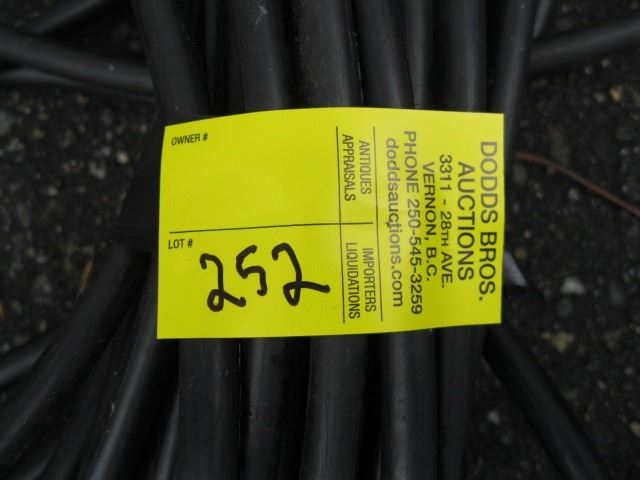 DODDS BROS.
AUCTIONS
3311 - 28TH AVE.
VERNON, B.C.
PHONE 250-545-3259
doddsauctions.com
ANTIQUES
APPRAISALS
IMPORTERS
LIQUIDATIONS
OWNER #
LOT #
252